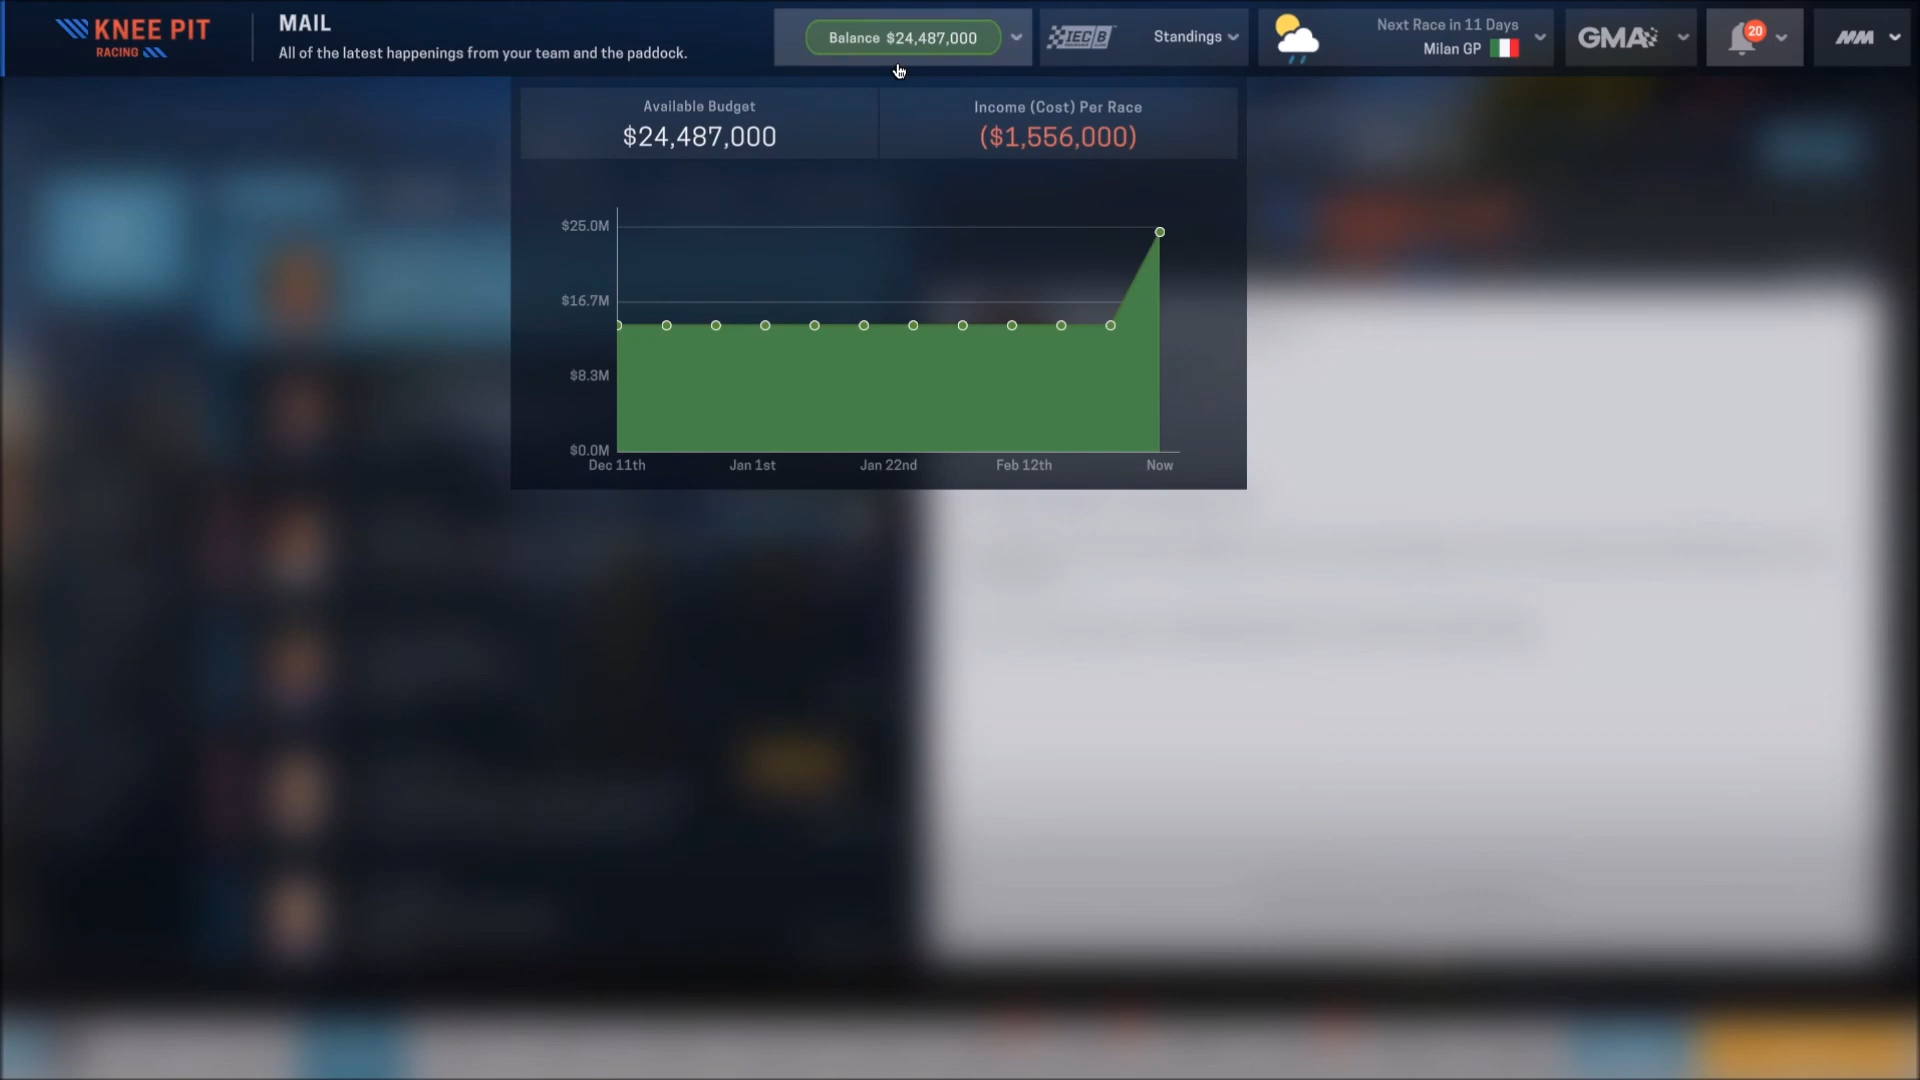 KNEE PIT
RACING
MAIL
All of the latest happenings from your team and the paddock.
Balance $24,487,000
IEC B
Standings
Next Race in 11 Days
Milan GP
GMA
20
MM
Available Budget
$24,487,000
Income (Cost) Per Race
($1,556,000)
$25.0M
$16.7M
$8.3M
$0.0M
Dec 11th
Jan 1st
Jan 22nd
Feb 12th
Now